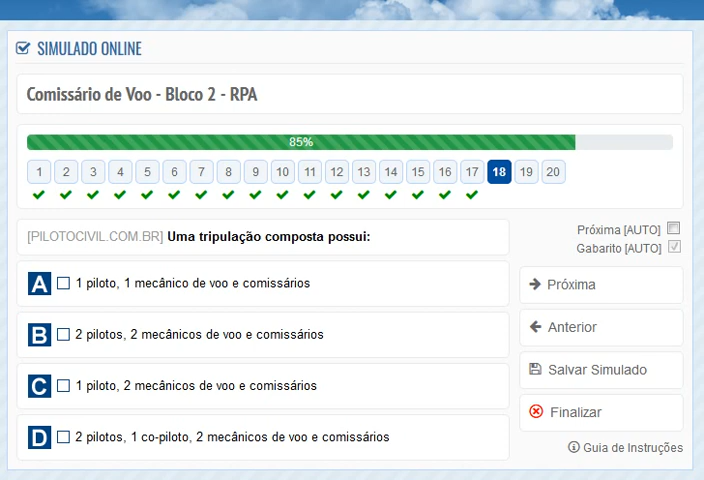 SIMULADO ONLINE
Comissário de Voo - Bloco 2 - RPA
85%
1 2 3 4 5 6 7 8 9 10 11 12 13 14 15 16 17 18 19 20
[PILOTOCIVIL.COM.BR] Uma tripulação composta possui:
A 1 piloto, 1 mecânico de voo e comissários
B 2 pilotos, 2 mecânicos de voo e comissários
C 1 piloto, 2 mecânicos de voo e comissários
D 2 pilotos, 1 co-piloto, 2 mecânicos de voo e comissários
Próxima [AUTO]
Gabarito [AUTO]
Próxima
Anterior
Salvar Simulado
Finalizar
Guia de Instruções